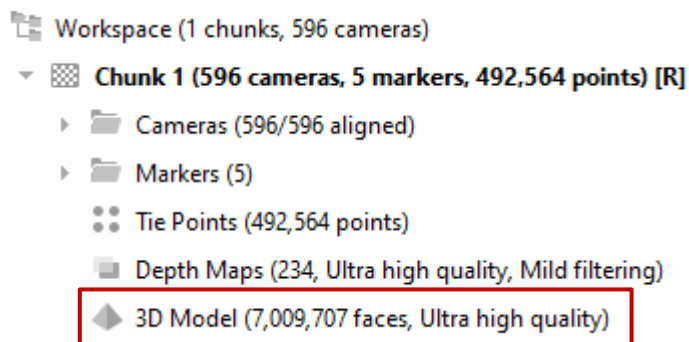 Workspace (1 chunks, 596 cameras)
Chunk 1 (596 cameras, 5 markers, 492,564 points) [R]
Cameras (596/596 aligned)
Markers (5)
Tie Points (492,564 points)
Depth Maps (234, Ultra high quality, Mild filtering)
3D Model (7,009,707 faces, Ultra high quality)